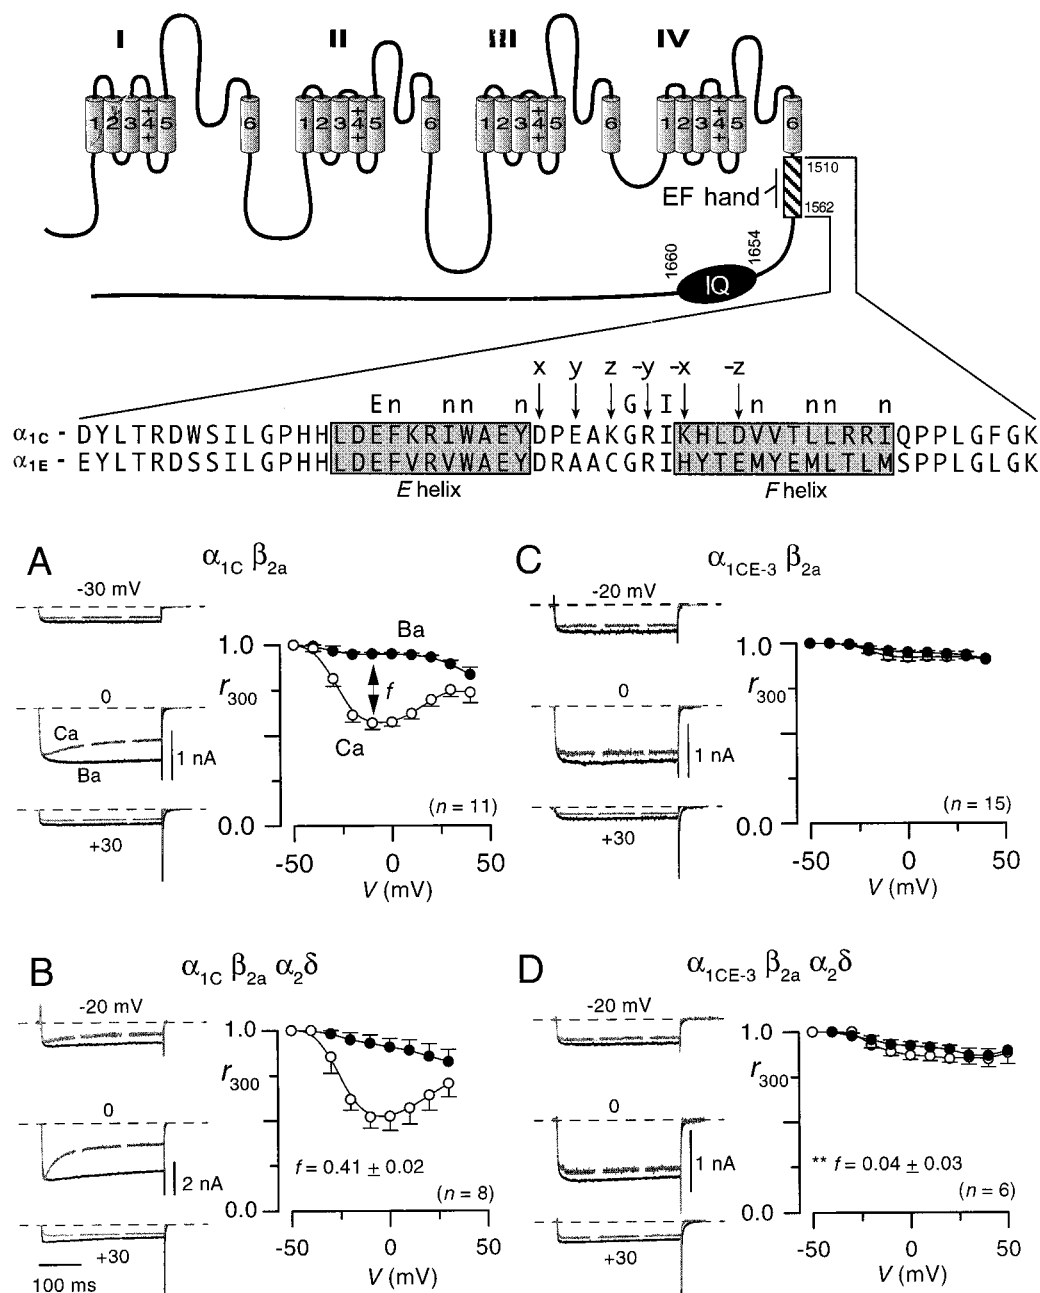 I II III IV
1 2 3 4 5 6 1 2 3 4 5 6 1 2 3 4 5 6 1 2 3 4 5 6
+ + + + + + + +
EF hand
1510
1562
1660
1654
IQ
x y z -y -x -z
E n n n n G I n n n n
α1C - DYLTRDWSILGPHHLDEFKRIWAEYDPEAKGRIKHLDVVTLLRRIQPPLGFGK
α1E - EYLTRDSSILGPHHLDEFVRVWAEYDRAACGRIHYTEMYEMLTLMSPPLGLGK
E helix F helix
A α1C β2a
-30 mV
0
Ca
Ba
1 nA
+30
1.0
r300
0.0
Ba
f
Ca
(n = 11)
-50 0 50
V (mV)
C α1CE-3 β2a
-20 mV
0
1 nA
+30
1.0
r300
0.0
(n = 15)
-50 0 50
V (mV)
B α1C β2a α2δ
-20 mV
0
2 nA
+30
100 ms
1.0
r300
0.0
f = 0.41 ± 0.02
(n = 8)
-50 0 50
V (mV)
D α1CE-3 β2a α2δ
-20 mV
0
1 nA
+30
1.0
r300
0.0
** f = 0.04 ± 0.03
(n = 6)
-50 0 50
V (mV)